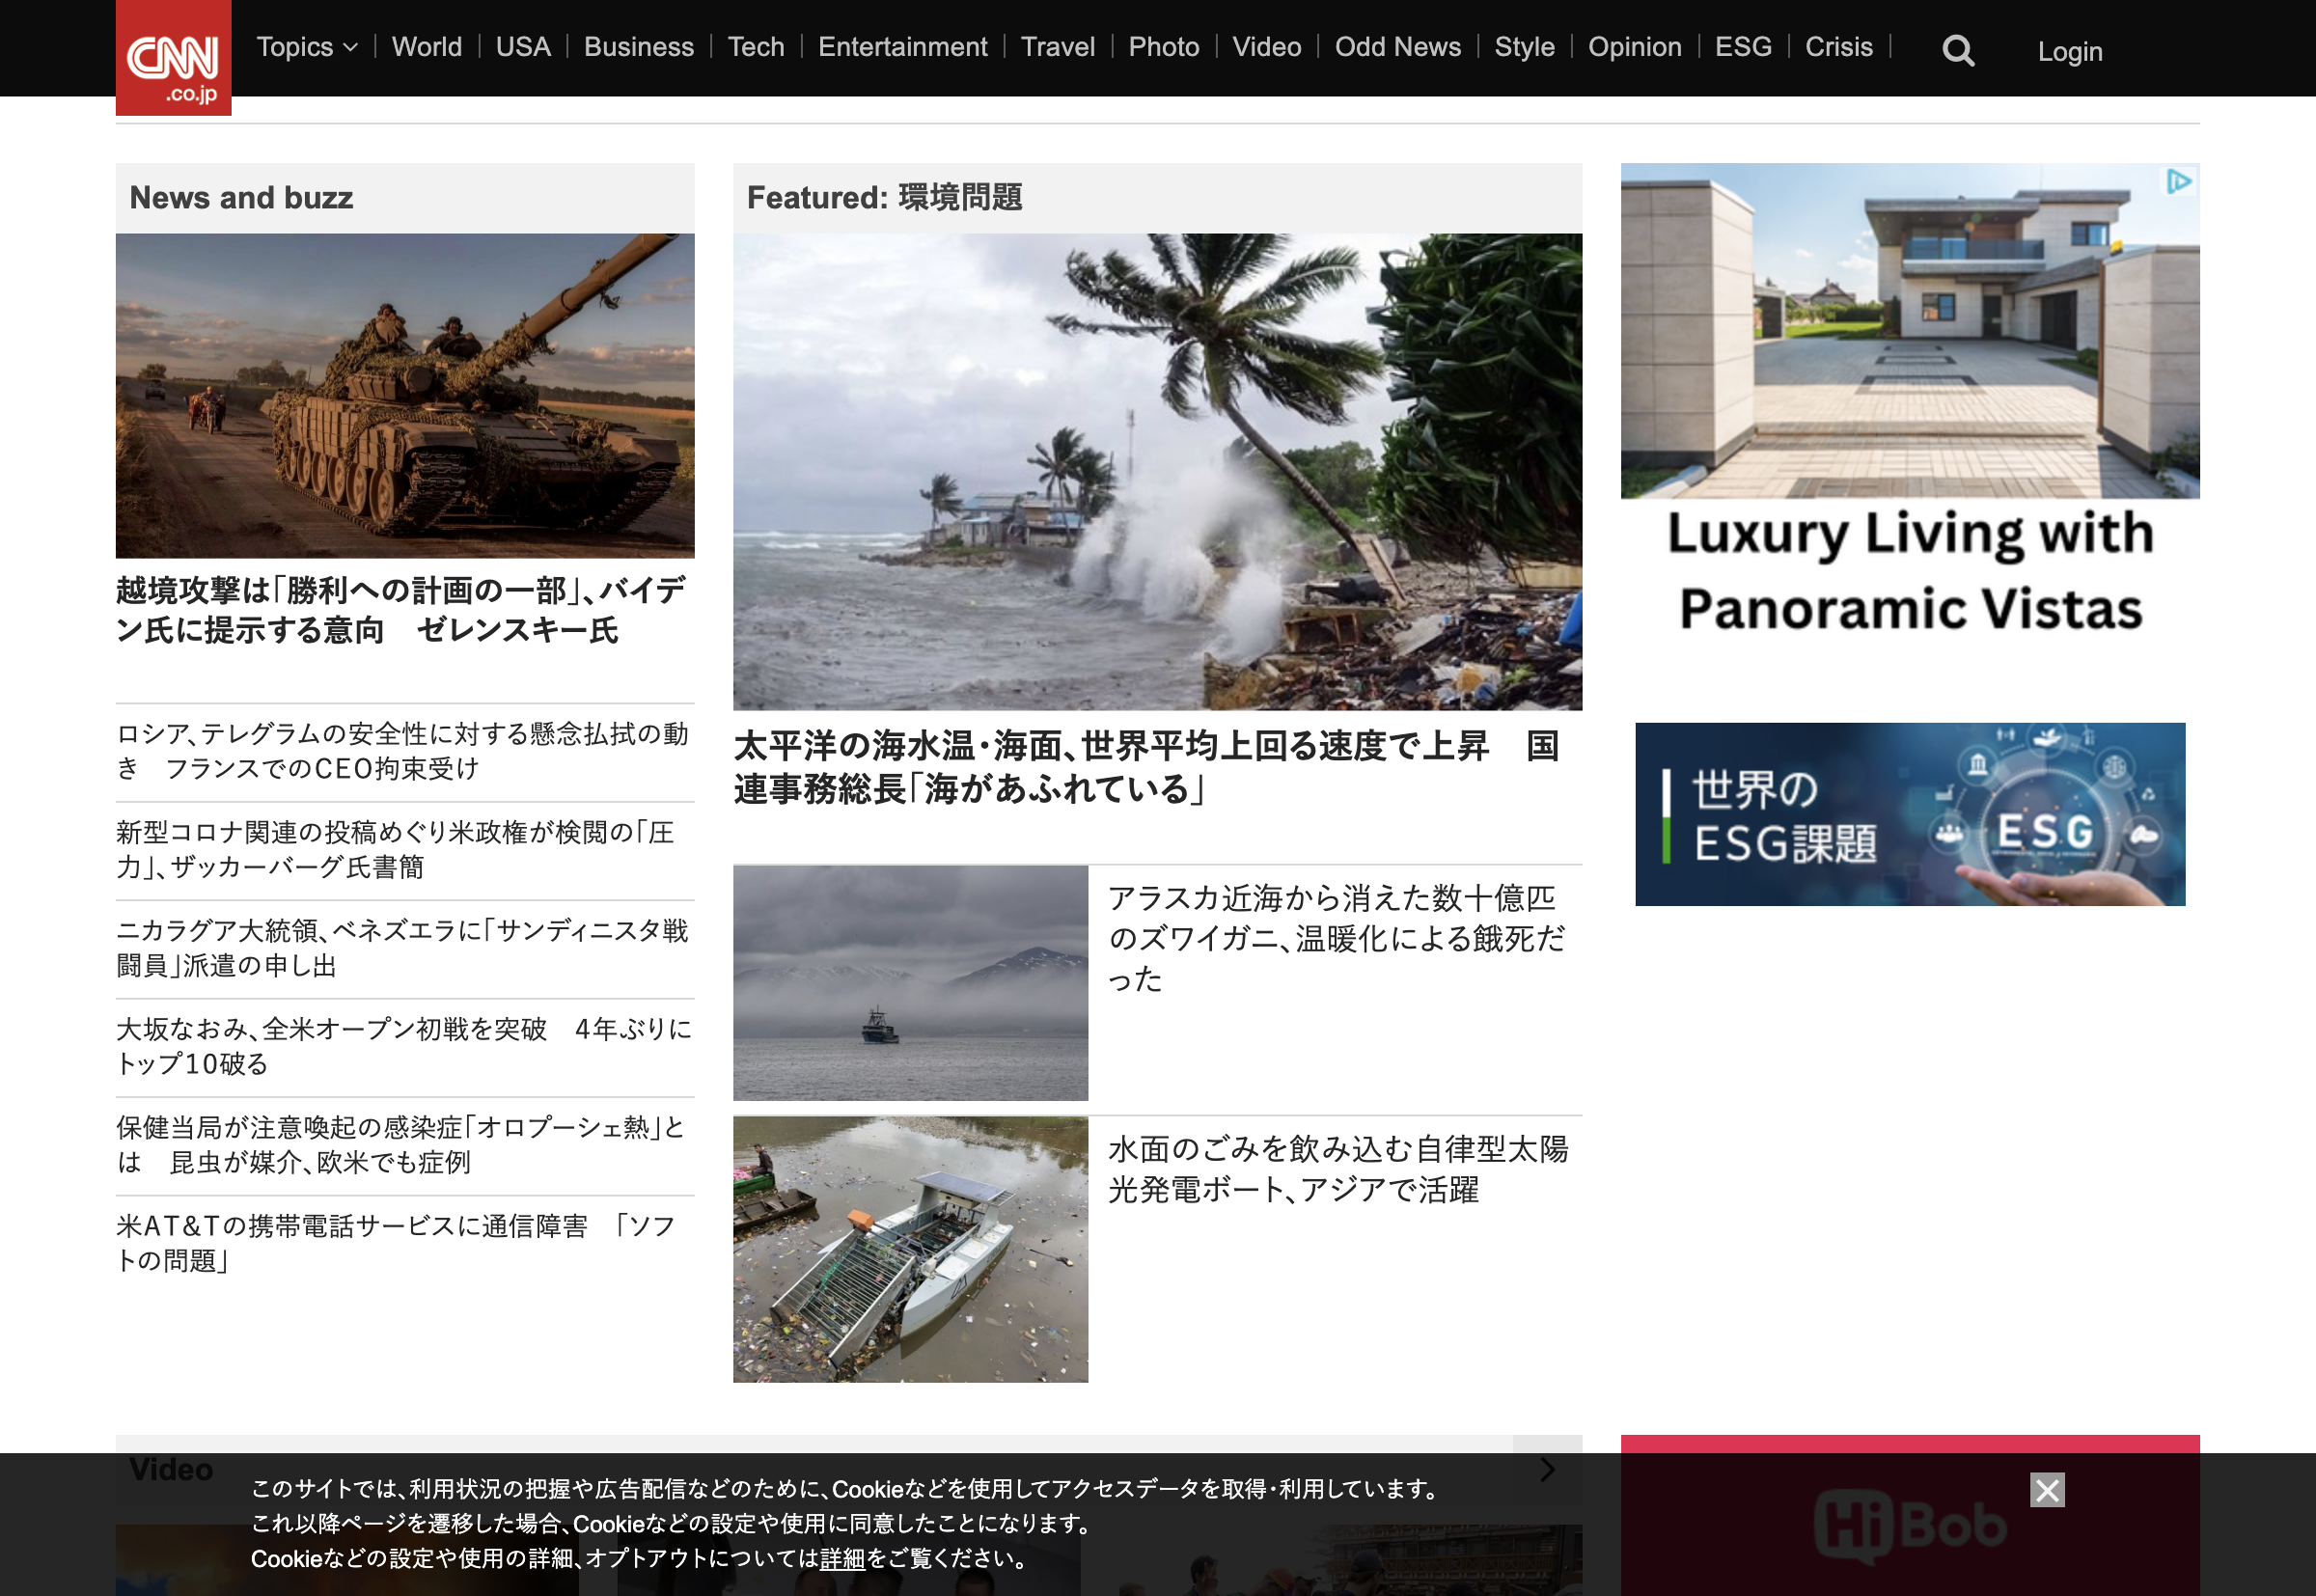 CNN
.co.jp
Topics
World
USA
Business
Tech
Entertainment
Travel
Photo
Video
Odd News
Style
Opinion
ESG
Crisis
Login
News and buzz
越境攻撃は「勝利への計画の一部」、バイデ
ン氏に提示する意向　ゼレンスキー氏
ロシア、テレグラムの安全性に対する懸念払拭の動
き　フランスでのCEO拘束受け
新型コロナ関連の投稿めぐり米政権が検閲の「圧
力」、ザッカーバーグ氏書簡
ニカラグア大統領、ベネズエラに「サンディニスタ戦
闘員」派遣の申し出
大坂なおみ、全米オープン初戦を突破　4年ぶりに
トップ10破る
保健当局が注意喚起の感染症「オロプーシェ熱」と
は　昆虫が媒介、欧米でも症例
米AT&Tの携帯電話サービスに通信障害　「ソフ
トの問題」
Featured: 環境問題
太平洋の海水温・海面、世界平均上回る速度で上昇　国
連事務総長「海があふれている」
アラスカ近海から消えた数十億匹
のズワイガニ、温暖化による餓死だ
った
水面のごみを飲み込む自律型太陽
光発電ボート、アジアで活躍
Luxury Living with
Panoramic Vistas
世界の
ESG課題
ESG
Video
このサイトでは、利用状況の把握や広告配信などのために、Cookieなどを使用してアクセスデータを取得・利用しています。
これ以降ページを遷移した場合、Cookieなどの設定や使用に同意したことになります。
Cookieなどの設定や使用の詳細、オプトアウトについては詳細をご覧ください。
HiBob